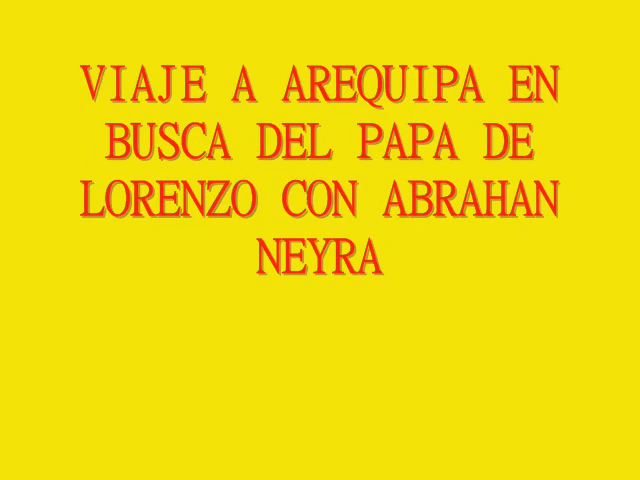 VIAJE A AREQUIPA EN
BUSCA DEL PAPA DE
LORENZO CON ABRAHAN
NEYRA